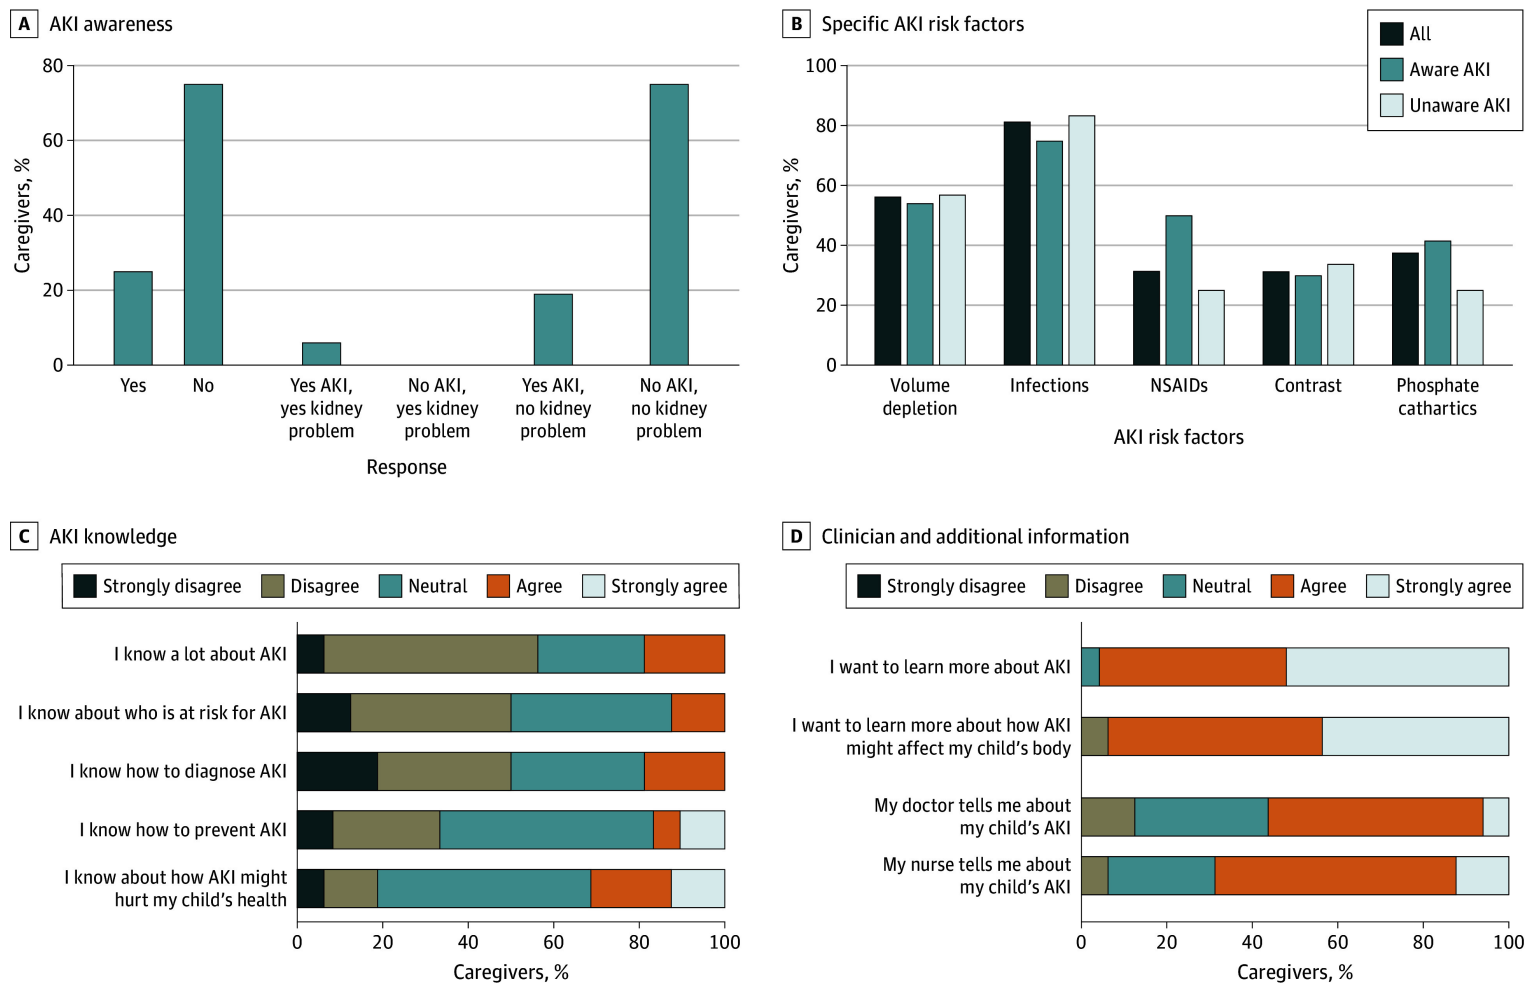 A AKI awareness
80
60
40
20
0
Caregivers, %
Yes
No
Yes AKI,
yes kidney
problem
No AKI,
yes kidney
problem
Yes AKI,
no kidney
problem
No AKI,
no kidney
problem
Response
B Specific AKI risk factors
All
Aware AKI
Unaware AKI
100
80
60
40
20
0
Caregivers, %
Volume
depletion
Infections
NSAIDs
Contrast
Phosphate
cathartics
AKI risk factors
C AKI knowledge
Strongly disagree Disagree Neutral Agree Strongly agree
I know a lot about AKI
I know about who is at risk for AKI
I know how to diagnose AKI
I know how to prevent AKI
I know about how AKI might
hurt my child's health
0 20 40 60 80 100
Caregivers, %
D Clinician and additional information
Strongly disagree Disagree Neutral Agree Strongly agree
I want to learn more about AKI
I want to learn more about how AKI
might affect my child's body
My doctor tells me about
my child's AKI
My nurse tells me about
my child's AKI
0 20 40 60 80 100
Caregivers, %